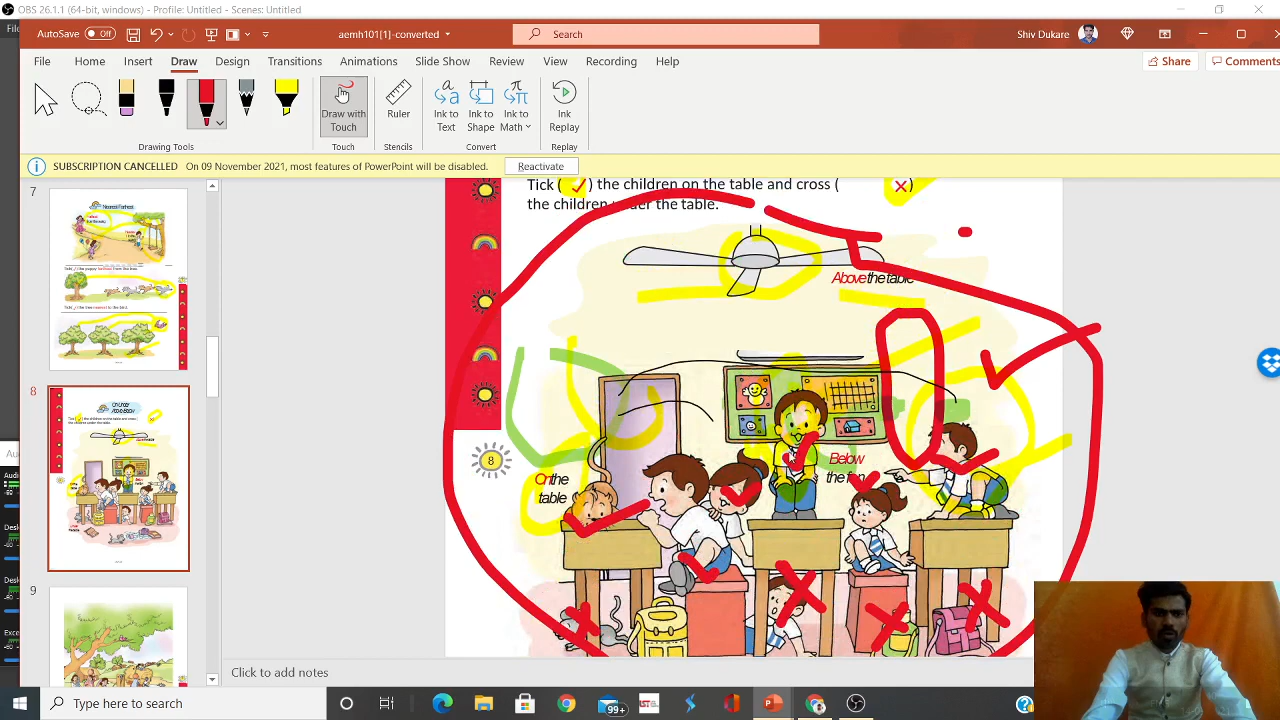 OBS 26.1.1 (64-bit, windows) - Profile: Untitled - Scenes: Untitled
AutoSave Off aemh101[1]-converted Search Shiv Dukare
File Home Insert Draw Design Transitions Animations Slide Show Review View Recording Help Share Comments
Draw with Touch
Ruler
Ink to Text
Ink to Shape
Ink to Math
Ink Replay
Drawing Tools Touch Stencils Convert Replay
SUBSCRIPTION CANCELLED On 09 November 2021, most features of PowerPoint will be disabled. Reactivate
7
Nearest Farthest
8
9
Tick ( ) the children on the table and cross ( )
the children under the table.
Above the table
Below
the fan
On the
table
8
Click to add notes
Type here to search
99+